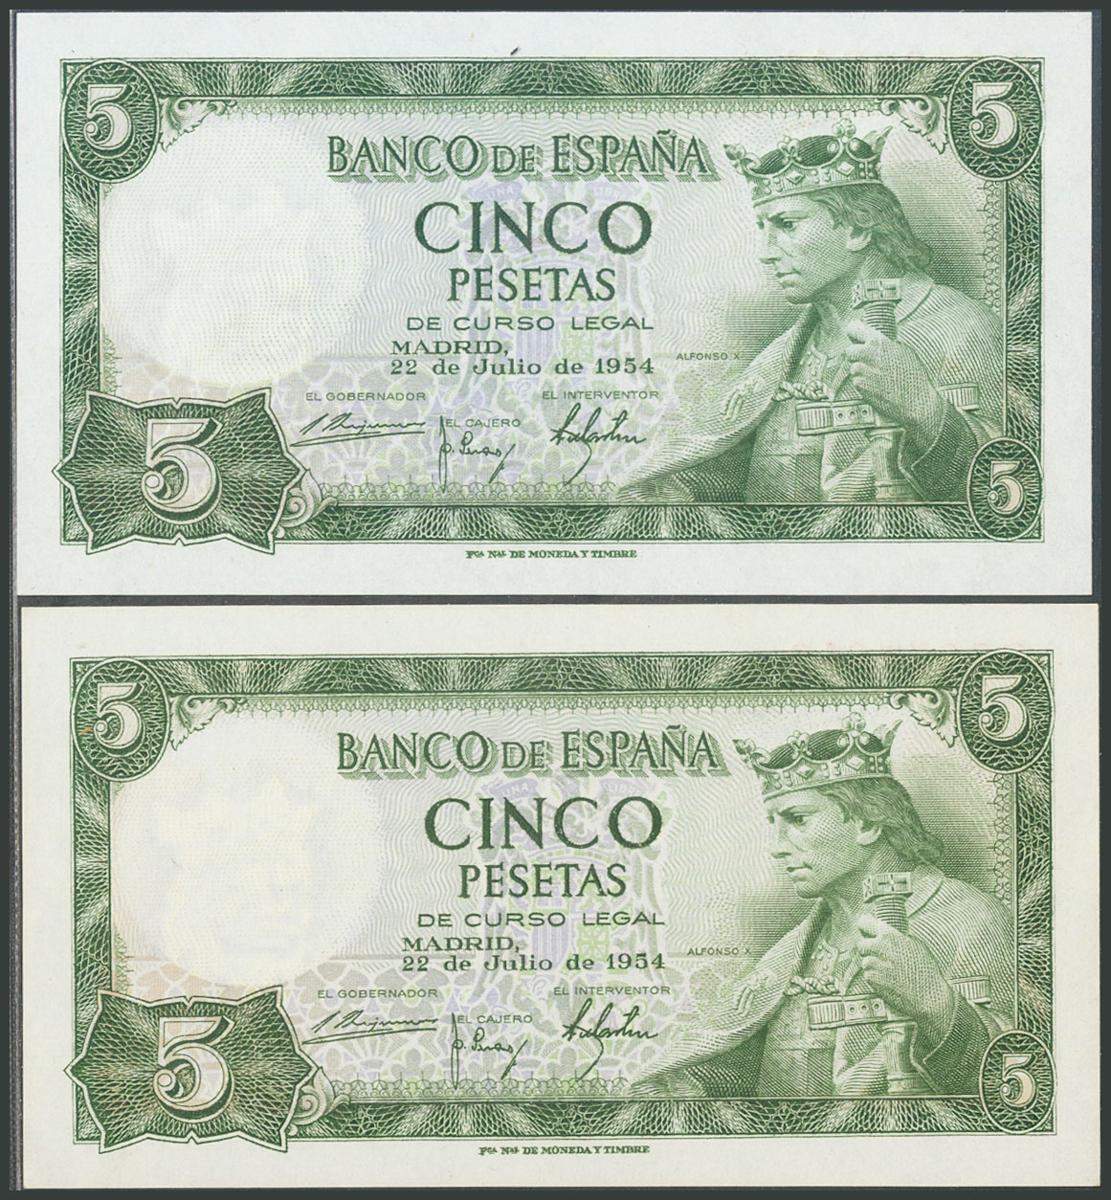 5 5
BANCO DE ESPAÑA
CINCO
PESETAS
DE CURSO LEGAL
MADRID,
22 de Julio de 1954
ALFONSO X
EL GOBERNADOR EL INTERVENTOR
EL CAJERO
5 5
Fca Nal DE MONEDA Y TIMBRE
5 5
BANCO DE ESPAÑA
CINCO
PESETAS
DE CURSO LEGAL
MADRID,
22 de Julio de 1954
ALFONSO X
EL GOBERNADOR EL INTERVENTOR
EL CAJERO
5 5
Fca Nal DE MONEDA Y TIMBRE